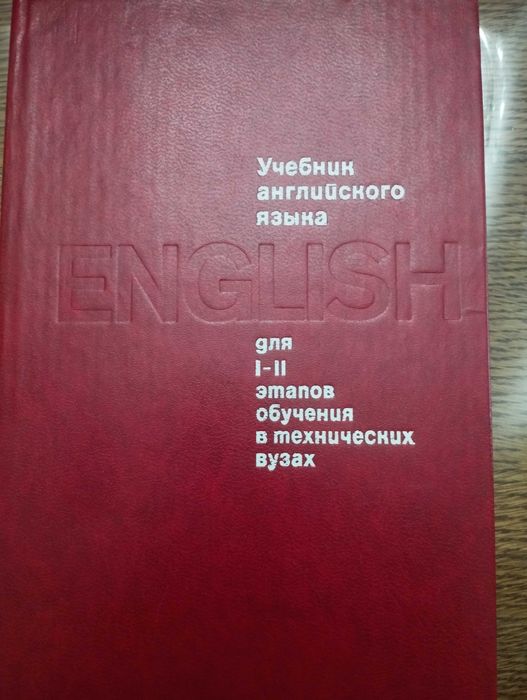 Учебник
английского
языка
ENGLISH
для
I-II
этапов
обучения
в технических
вузах